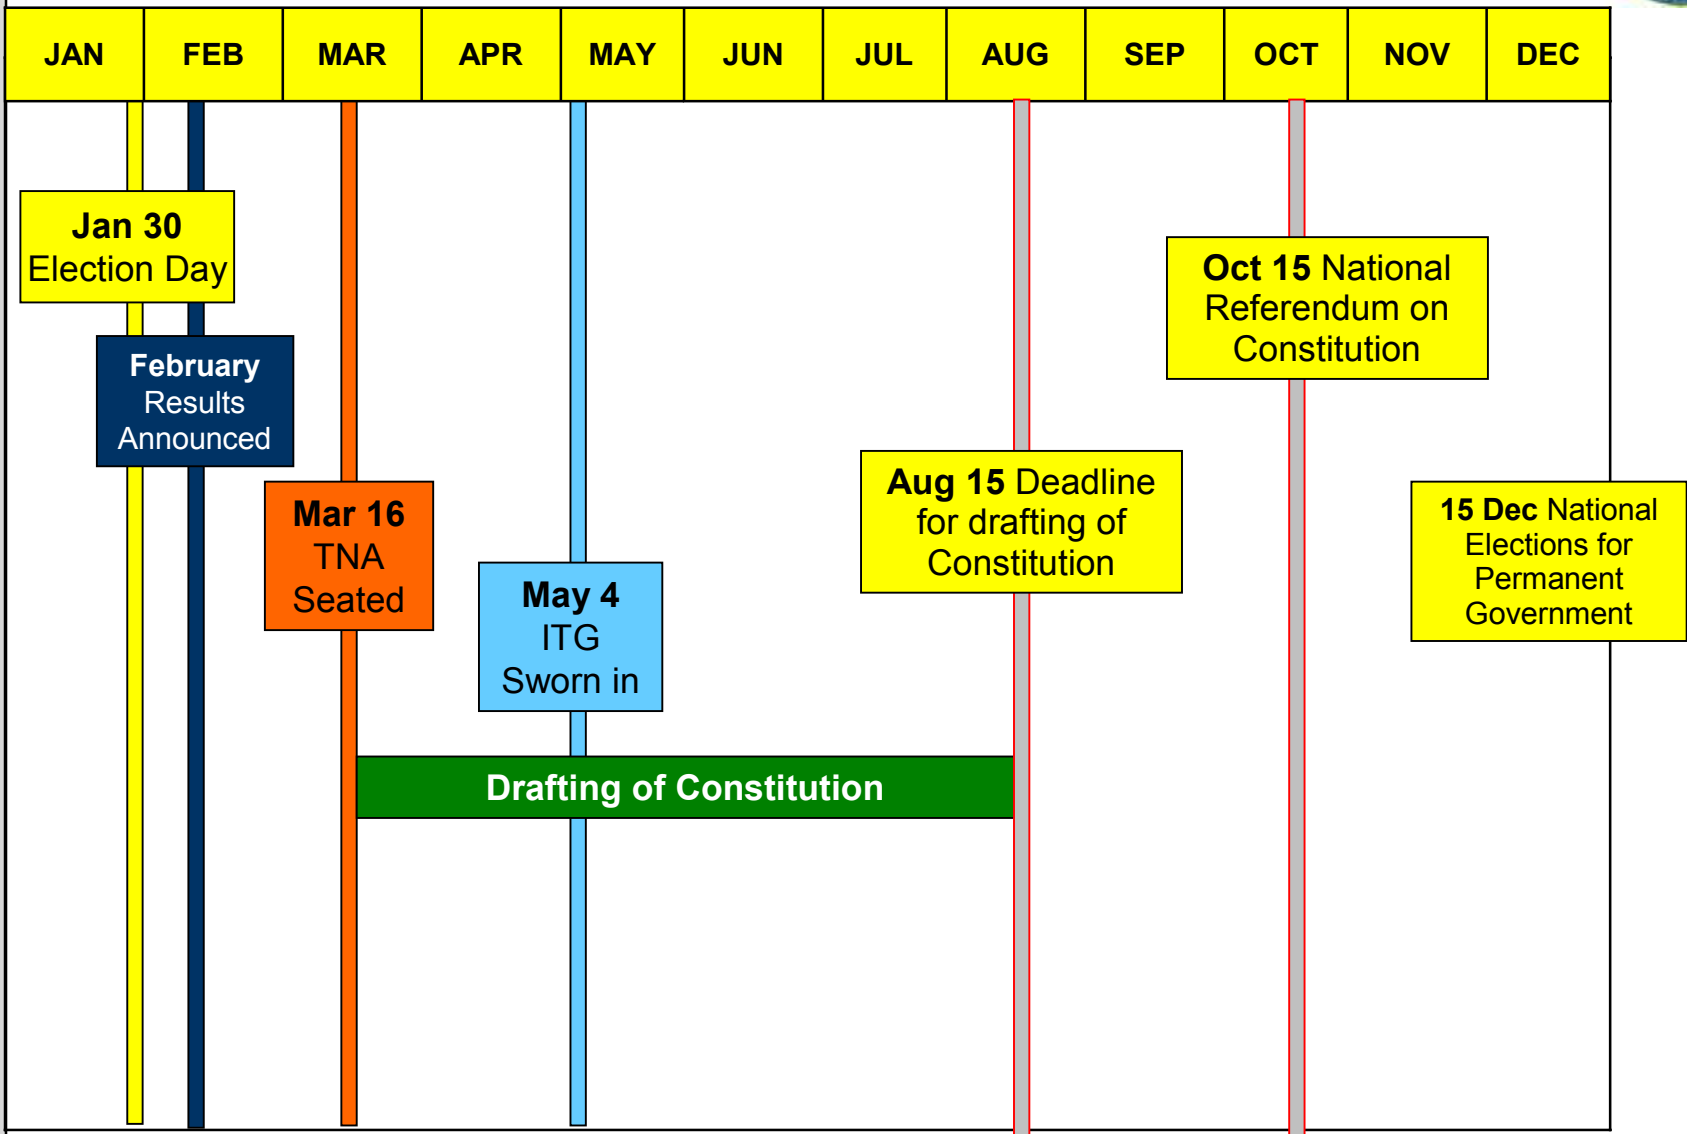 JAN FEB MAR APR MAY JUN JUL AUG SEP OCT NOV DEC
Jan 30
Election Day
February
Results
Announced
Mar 16
TNA
Seated
May 4
ITG
Sworn in
Drafting of Constitution
Aug 15 Deadline
for drafting of
Constitution
Oct 15 National
Referendum on
Constitution
15 Dec National
Elections for
Permanent
Government